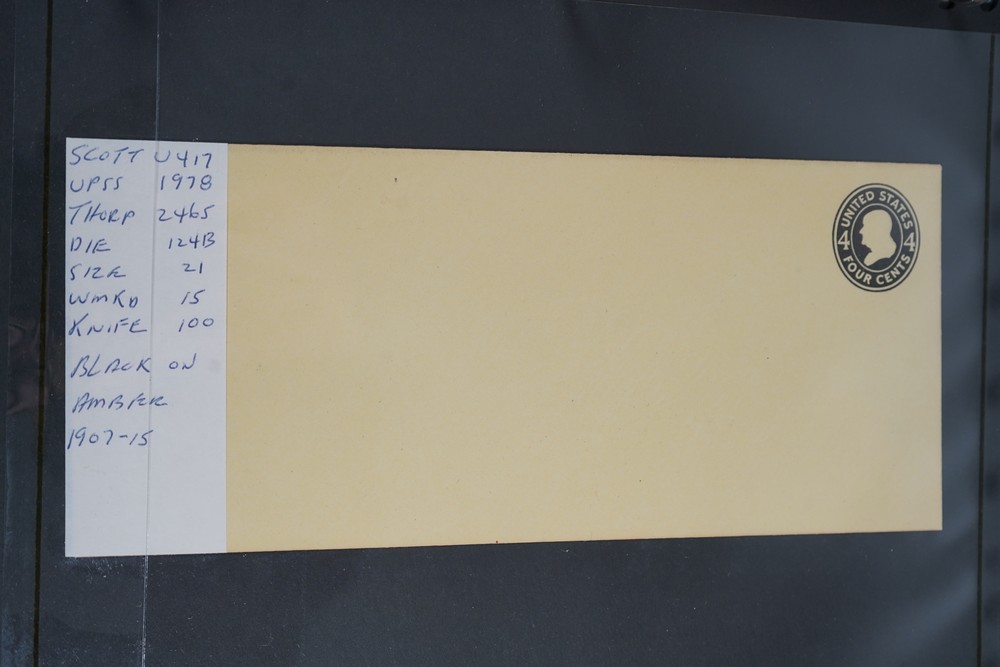 SCOTT U417
UPSS 1978
THORP 2465
DIE 124B
SIZE 21
WMKD 15
KNIFE 100
BLACK ON
AMBER
1907-15
UNITED STATES
4 4
FOUR CENTS